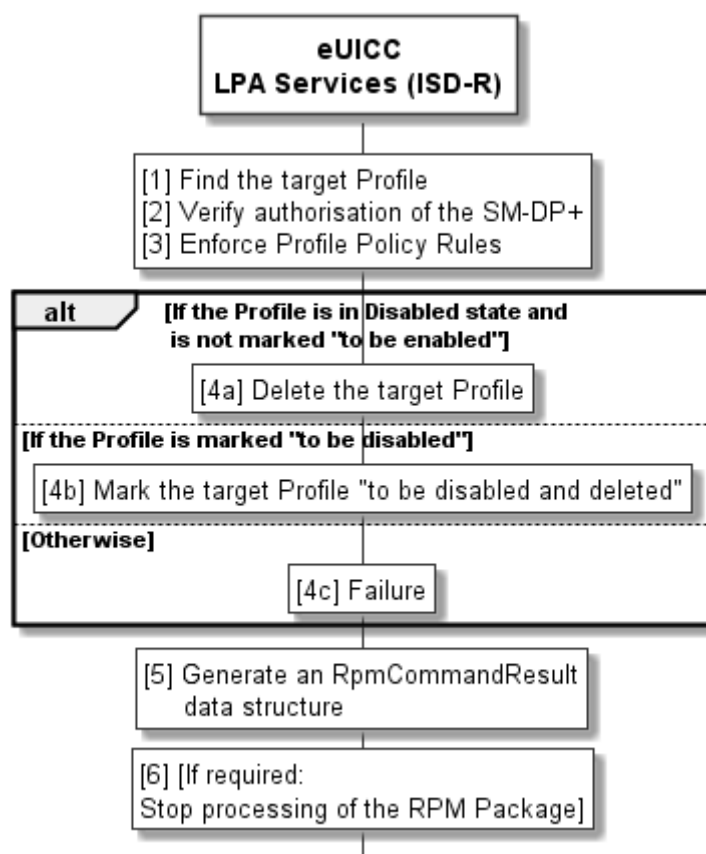 eUICC
LPA Services (ISD-R)
[1] Find the target Profile
[2] Verify authorisation of the SM-DP+
[3] Enforce Profile Policy Rules
alt
[If the Profile is in Disabled state and
is not marked "to be enabled"]
[4a] Delete the target Profile
[If the Profile is marked "to be disabled"]
[4b] Mark the target Profile "to be disabled and deleted"
[Otherwise]
[4c] Failure
[5] Generate an RpmCommandResult
data structure
[6] [If required:
Stop processing of the RPM Package]